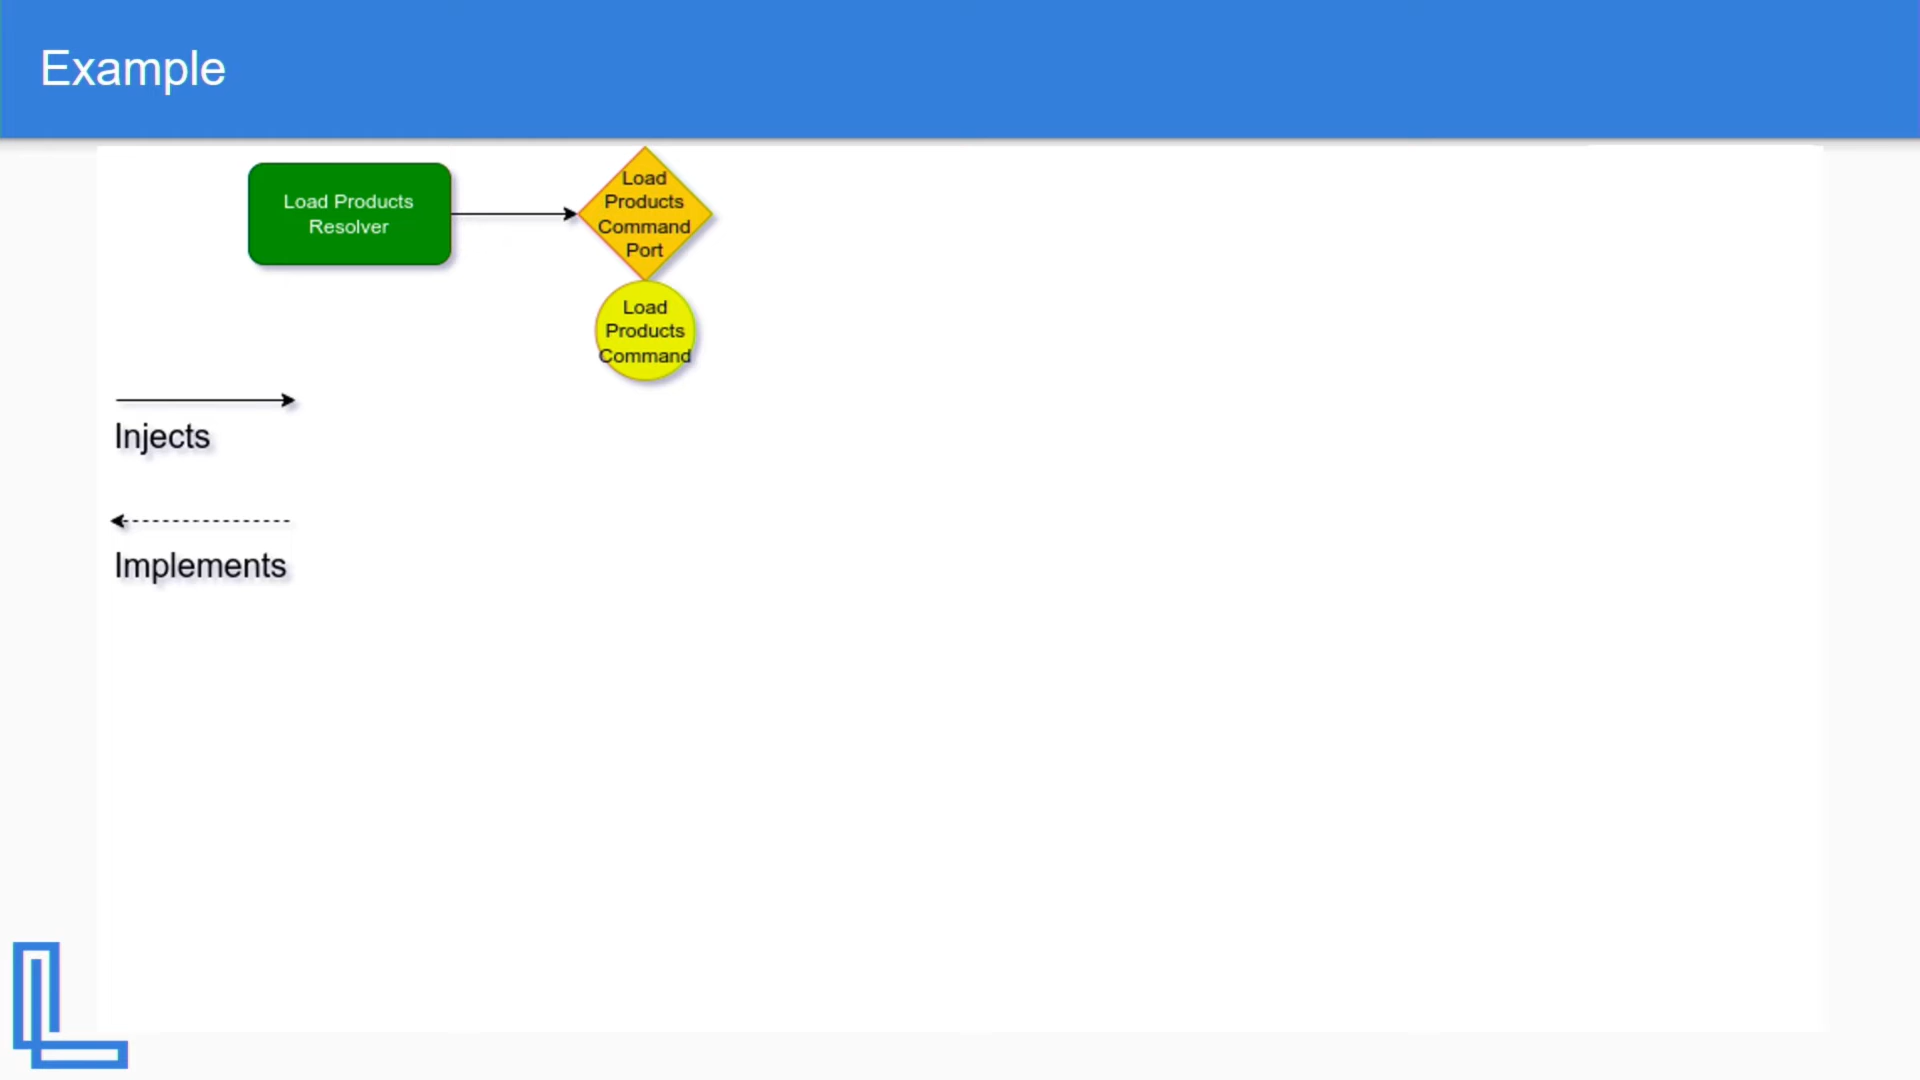 Example
Load Products
Resolver
Load
Products
Command
Port
Load
Products
Command
Injects
Implements